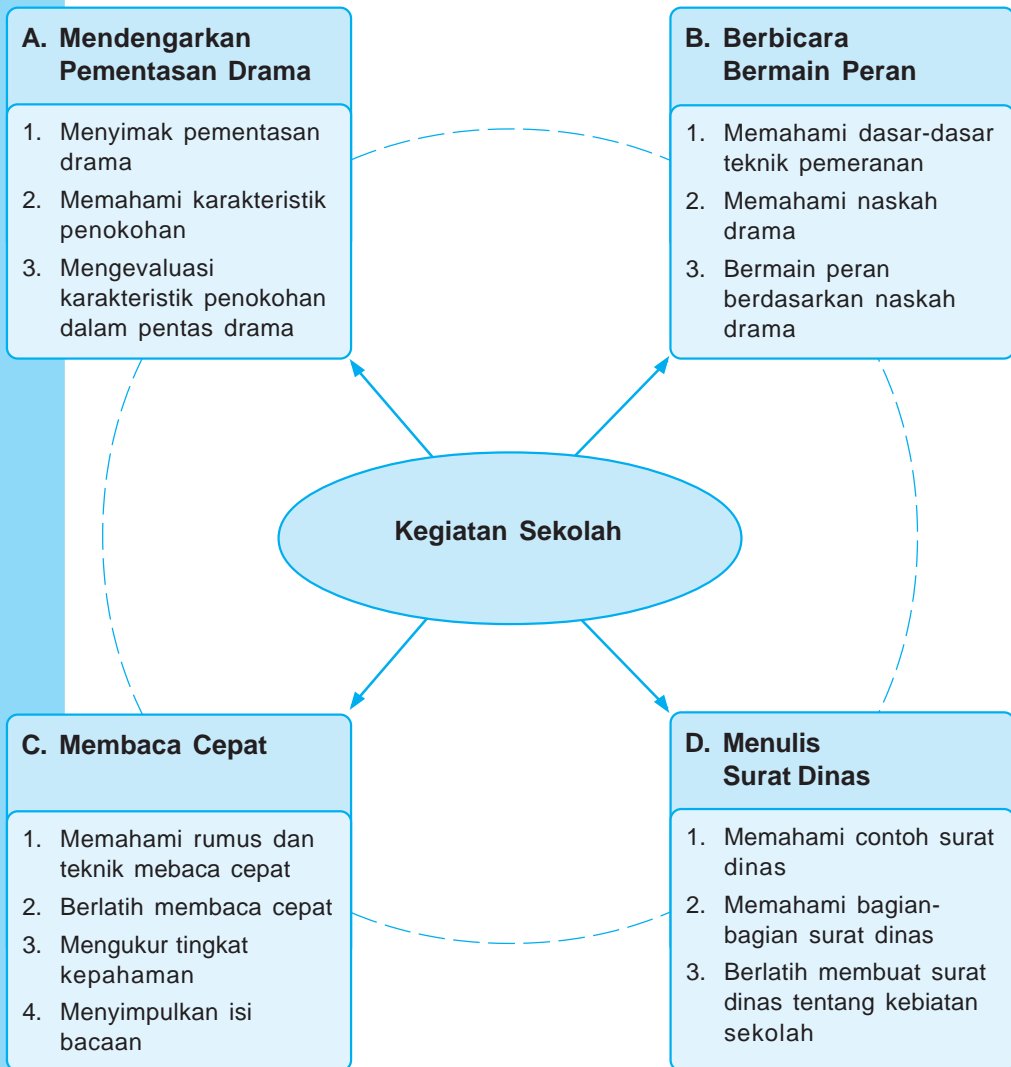 A. Mendengarkan
Pementasan Drama
1. Menyimak pementasan
drama
2. Memahami karakteristik
penokohan
3. Mengevaluasi
karakteristik penokohan
dalam pentas drama
B. Berbicara
Bermain Peran
1. Memahami dasar-dasar
teknik pemeranan
2. Memahami naskah
drama
3. Bermain peran
berdasarkan naskah
drama
Kegiatan Sekolah
C. Membaca Cepat
1. Memahami rumus dan
teknik mebaca cepat
2. Berlatih membaca cepat
3. Mengukur tingkat
kepahaman
4. Menyimpulkan isi
bacaan
D. Menulis
Surat Dinas
1. Memahami contoh surat
dinas
2. Memahami bagian-
bagian surat dinas
3. Berlatih membuat surat
dinas tentang kebiatan
sekolah